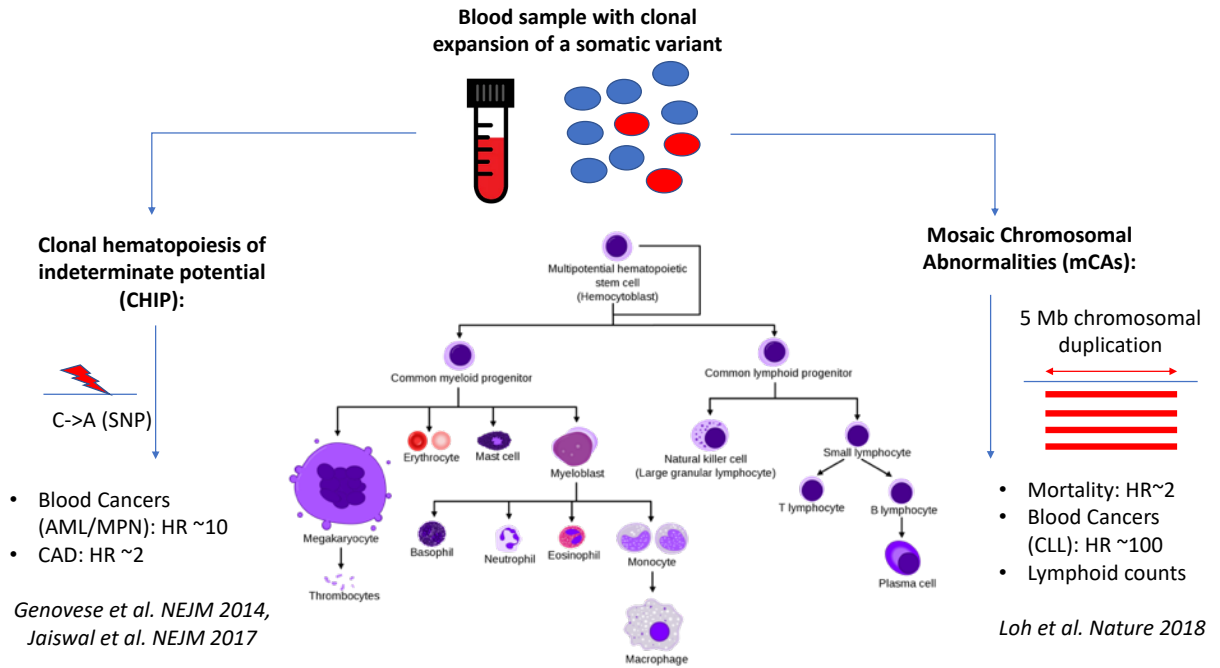 Blood sample with clonal
expansion of a somatic variant
Clonal hematopoiesis of
indeterminate potential
(CHIP):
C->A (SNP)
• Blood Cancers
(AML/MPN): HR ~10
• CAD: HR ~2
Genovese et al. NEJM 2014,
Jaiswal et al. NEJM 2017
Multipotential hematopoietic
stem cell
(Hemocytoblast)
Common myeloid progenitor
Common lymphoid progenitor
Erythrocyte
Mast cell
Myeloblast
Natural killer cell
(Large granular lymphocyte)
Small lymphocyte
T lymphocyte
B lymphocyte
Megakaryocyte
Basophil
Neutrophil
Eosinophil
Monocyte
Plasma cell
Thrombocytes
Macrophage
Mosaic Chromosomal
Abnormalities (mCAs):
5 Mb chromosomal
duplication
• Mortality: HR~2
• Blood Cancers
(CLL): HR ~100
• Lymphoid counts
Loh et al. Nature 2018